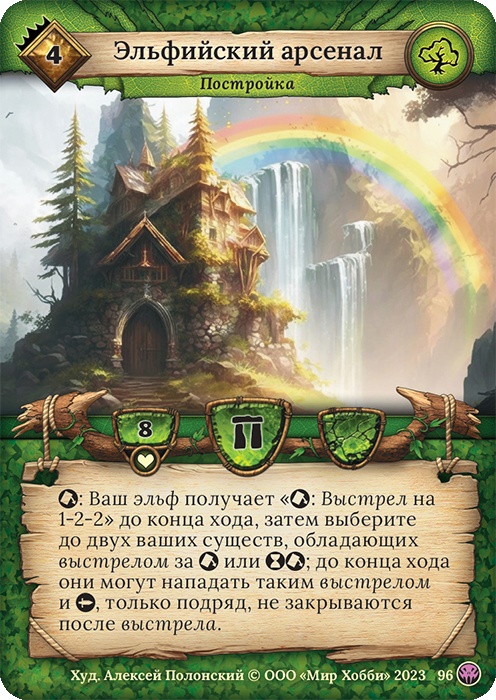 4
Эльфийский арсенал
Постройка
8
: Ваш эльф получает «: Выстрел на
1-2-2» до конца хода, затем выберите
до двух ваших существ, обладающих
выстрелом за или ; до конца хода
они могут нападать таким выстрелом
и , только подряд, не закрываются
после выстрела.
Худ. Алексей Полонский © ООО «Мир Хобби» 2023 96